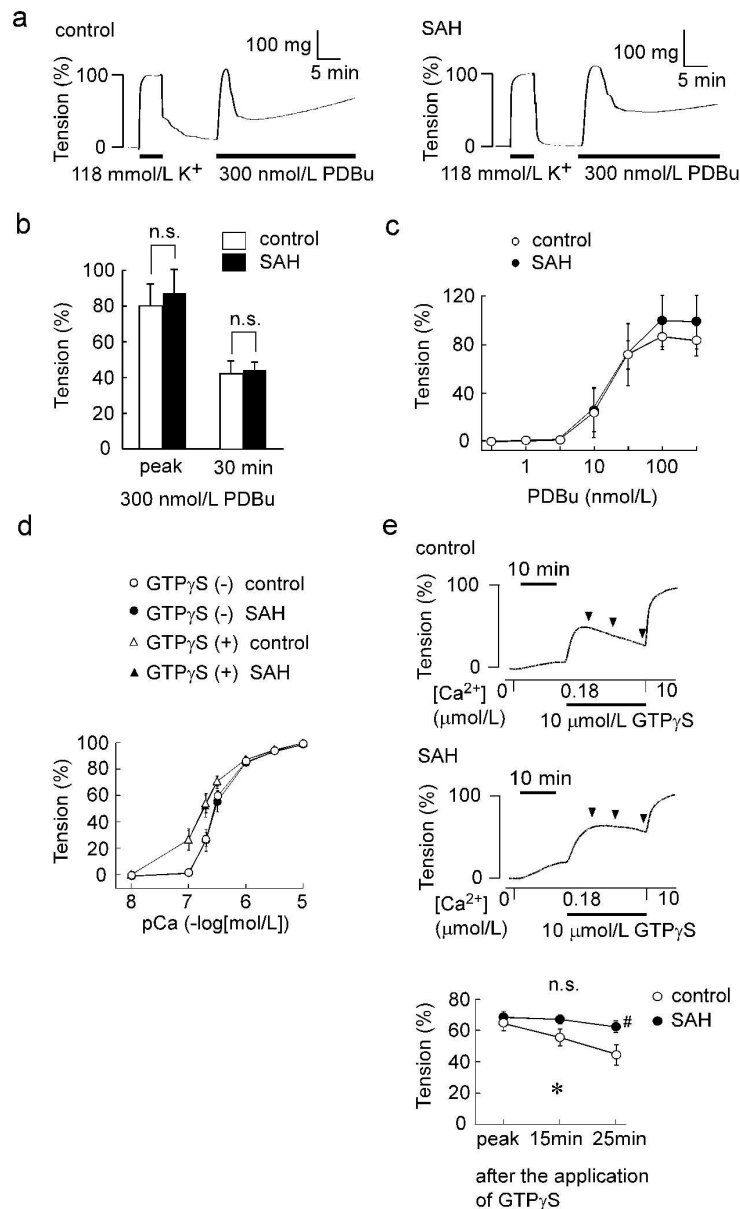 a
control
SAH
100 mg
5 min
100 mg
5 min
Tension (%)
100
0
Tension (%)
100
0
118 mmol/L K+
300 nmol/L PDBu
118 mmol/L K+
300 nmol/L PDBu
b
n.s.
control
SAH
n.s.
Tension (%)
100
80
60
40
20
0
peak
30 min
300 nmol/L PDBu
c
control
SAH
Tension (%)
120
80
40
0
1
10
100
PDBu (nmol/L)
d
GTPγS (-) control
GTPγS (-) SAH
GTPγS (+) control
GTPγS (+) SAH
Tension (%)
100
80
60
40
20
0
8
7
6
5
pCa (-log[mol/L])
e
control
10 min
Tension (%)
100
0
[Ca2+]
(μmol/L)
0
0.18
10
10 μmol/L GTPγS
SAH
10 min
Tension (%)
100
0
[Ca2+]
(μmol/L)
0
0.18
10
10 μmol/L GTPγS
n.s.
control
SAH
#
*
Tension (%)
80
60
40
20
0
peak
15min
25min
after the application
of GTPγS